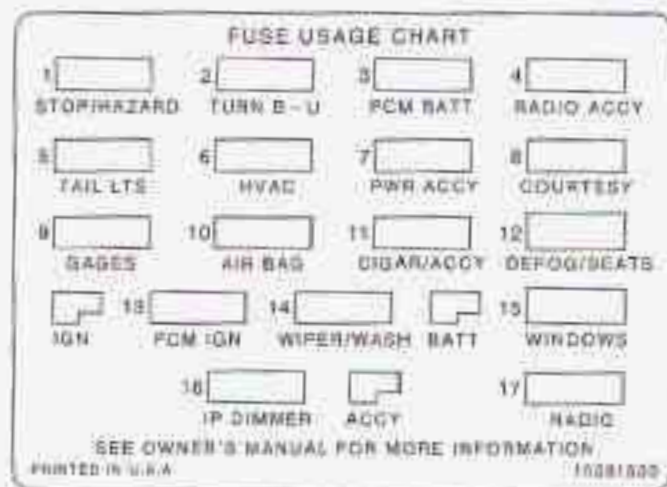 FUSE USAGE CHART
1 2 3 4
STOP/HAZARD TURN B-U PCM BATT RADIO ACCY
5 6 7 8
TAIL LTS HVAC PWR ACCY COURTESY
9 10 11 12
GAGES AIR BAG CIGAR/ACCY DEFOG/SEATS
13 14 15
IGN PCM IGN WIPER/WASH BATT WINDOWS
16 17
IP DIMMER ACCY RADIO
SEE OWNER'S MANUAL FOR MORE INFORMATION
PRINTED IN U.S.A